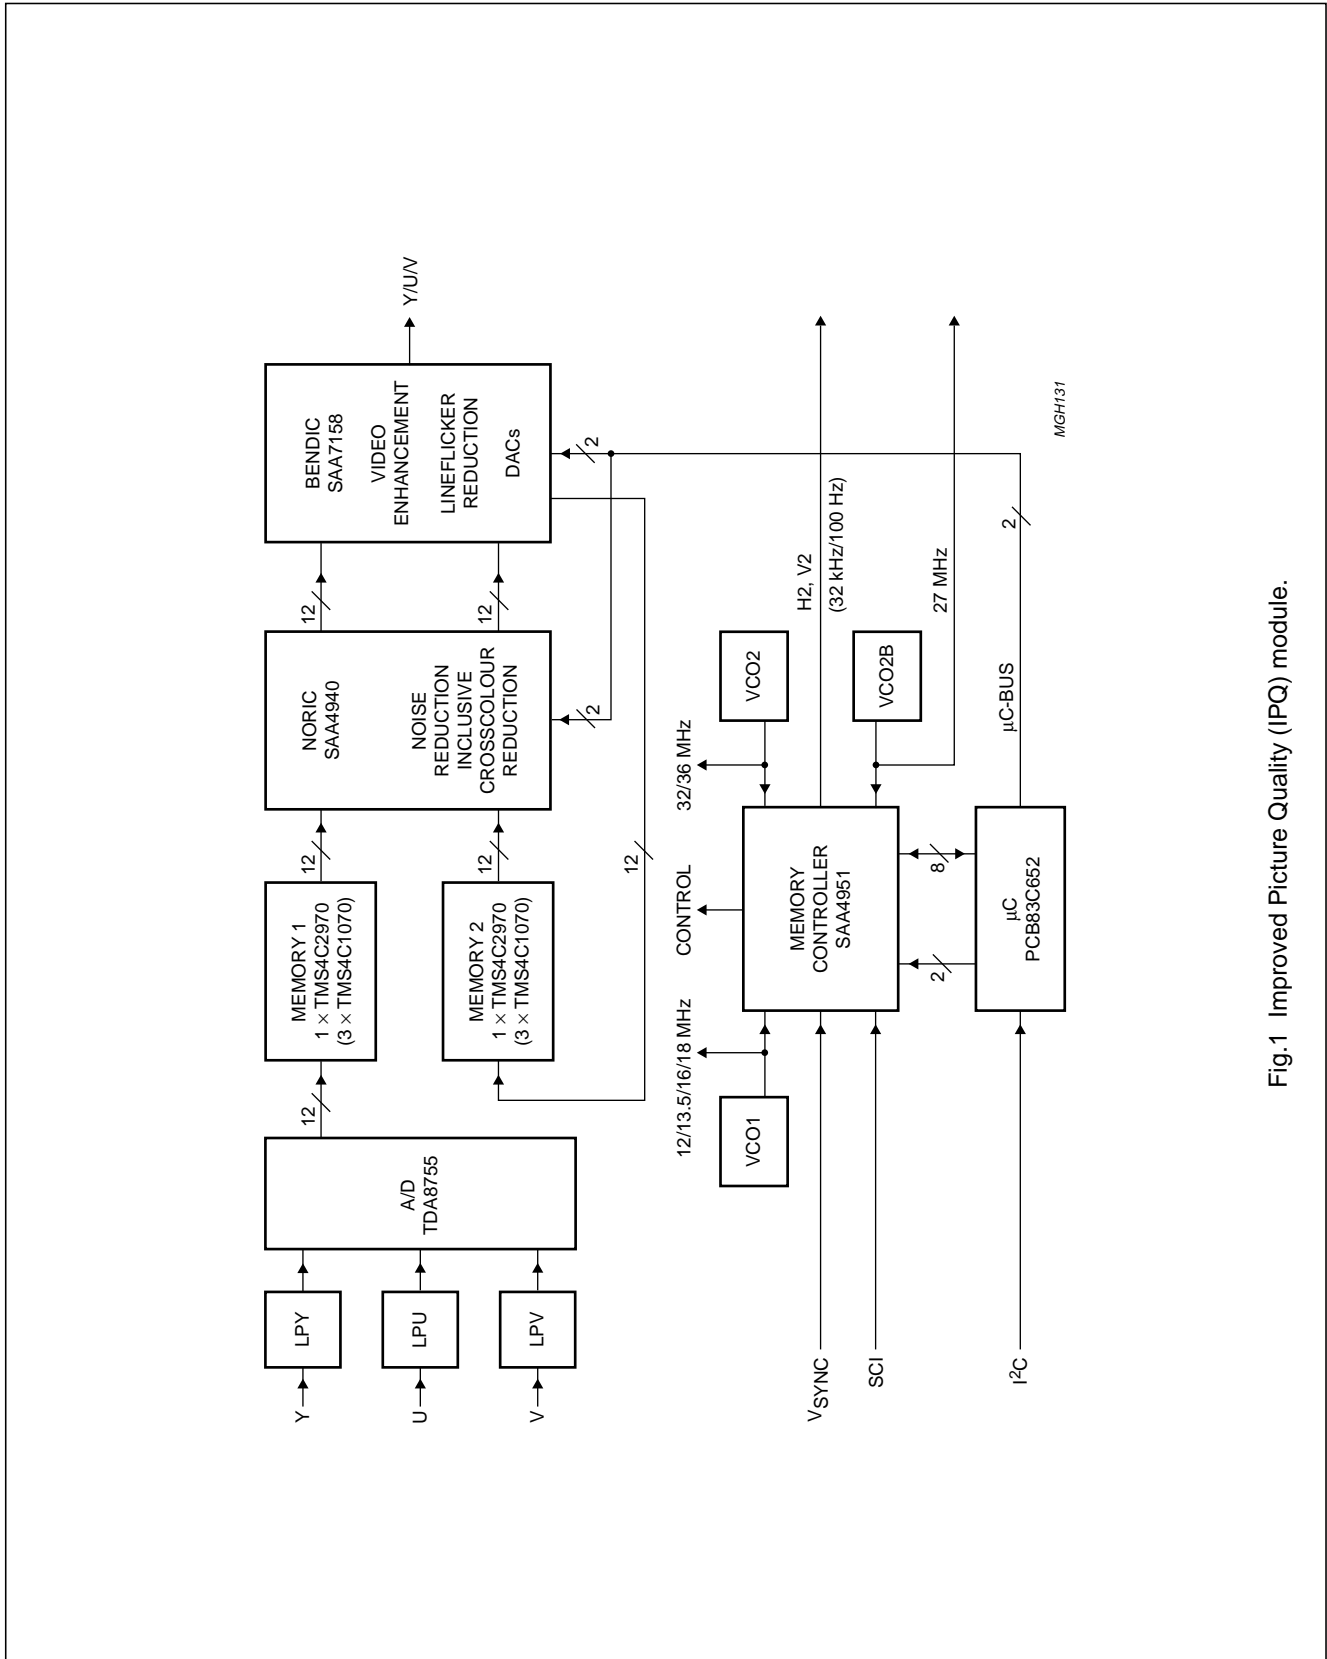 Y
U
V
LPY
LPU
LPV
A/D
TDA8755
12
MEMORY 1
1 × TMS4C2970
(3 × TMS4C1070)
MEMORY 2
1 × TMS4C2970
(3 × TMS4C1070)
12
12
12
NORIC
SAA4940
NOISE
REDUCTION
INCLUSIVE
CROSSCOLOUR
REDUCTION
12
12
2
BENDIC
SAA7158
VIDEO
ENHANCEMENT
LINEFLICKER
REDUCTION
DACs
2
Y/U/V
12/13.5/16/18 MHz
CONTROL
32/36 MHz
VCO1
VCO2
VSYNC
SCI
MEMORY
CONTROLLER
SAA4951
H2, V2
(32 kHz/100 Hz)
VCO2B
27 MHz
2
8
I²C
µC
PCB83C652
µC-BUS
2
MGH131
Fig.1 Improved Picture Quality (IPQ) module.